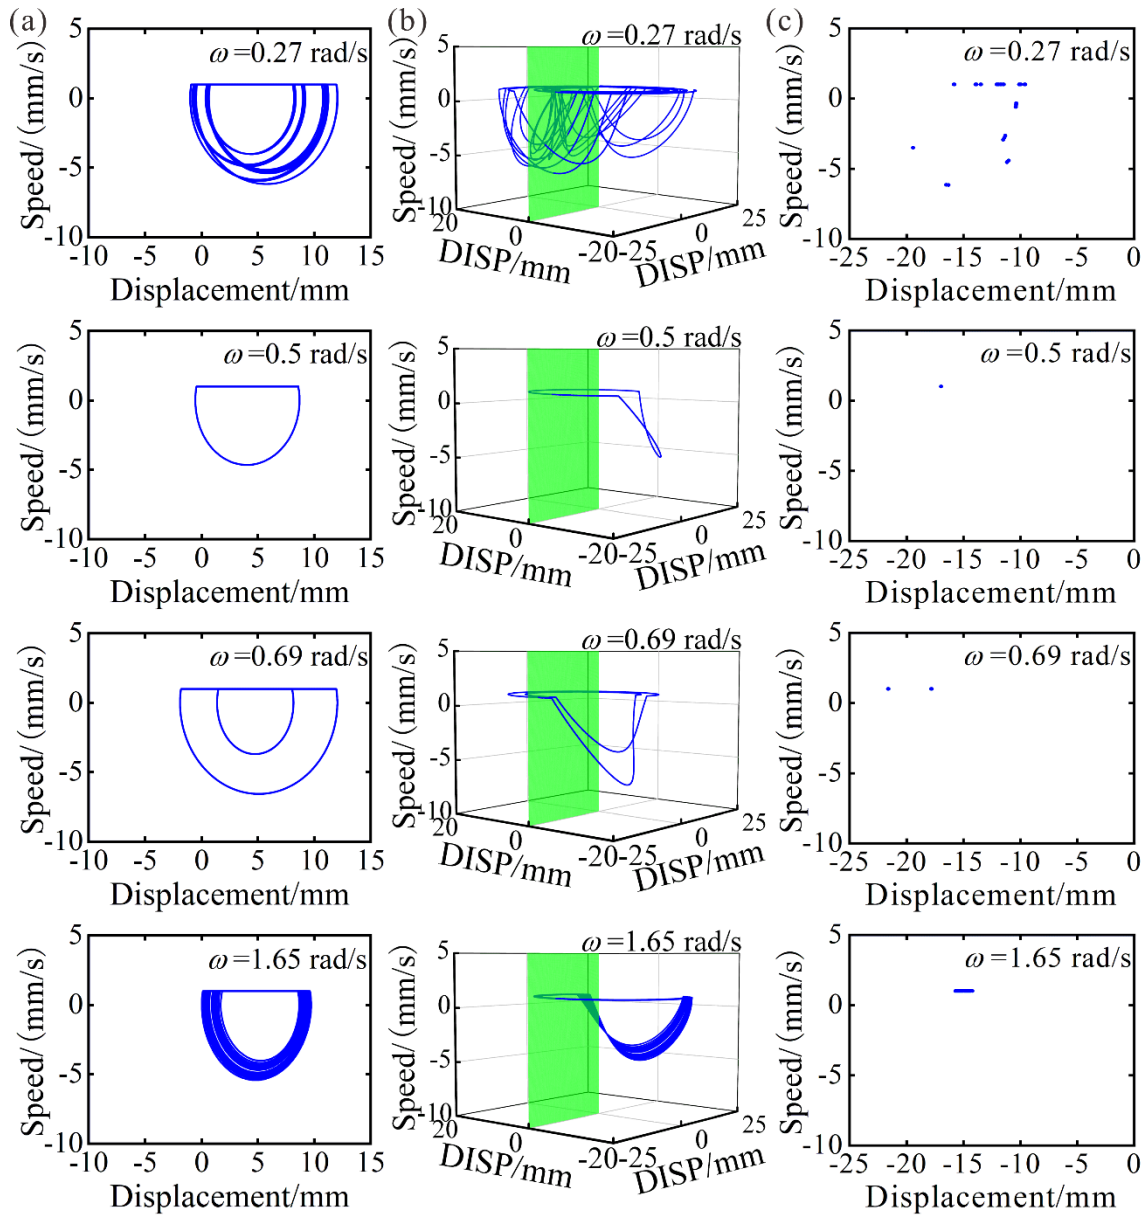 (a)
(b)
(c)
ω=0.27 rad/s
5
0
-5
-10
Speed/(mm/s)
-10 -5 0 5 10 15
Displacement/mm
ω=0.27 rad/s
5
0
-5
-10
Speed/(mm/s)
20 0 -20
DISP/mm
-25 0 25
DISP/mm
ω=0.27 rad/s
5
0
-5
-10
Speed/(mm/s)
-25 -20 -15 -10 -5 0
Displacement/mm
ω=0.5 rad/s
5
0
-5
-10
Speed/(mm/s)
-10 -5 0 5 10 15
Displacement/mm
ω=0.5 rad/s
5
0
-5
-10
Speed/(mm/s)
20 0 -20
DISP/mm
-25 0 25
DISP/mm
ω=0.5 rad/s
5
0
-5
-10
Speed/(mm/s)
-25 -20 -15 -10 -5 0
Displacement/mm
ω=0.69 rad/s
5
0
-5
-10
Speed/(mm/s)
-10 -5 0 5 10 15
Displacement/mm
ω=0.69 rad/s
5
0
-5
-10
Speed/(mm/s)
20 0 -20
DISP/mm
-25 0 25
DISP/mm
ω=0.69 rad/s
5
0
-5
-10
Speed/(mm/s)
-25 -20 -15 -10 -5 0
Displacement/mm
ω=1.65 rad/s
5
0
-5
-10
Speed/(mm/s)
-10 -5 0 5 10 15
Displacement/mm
ω=1.65 rad/s
5
0
-5
-10
Speed/(mm/s)
20 0 -20
DISP/mm
-25 0 25
DISP/mm
ω=1.65 rad/s
5
0
-5
-10
Speed/(mm/s)
-25 -20 -15 -10 -5 0
Displacement/mm